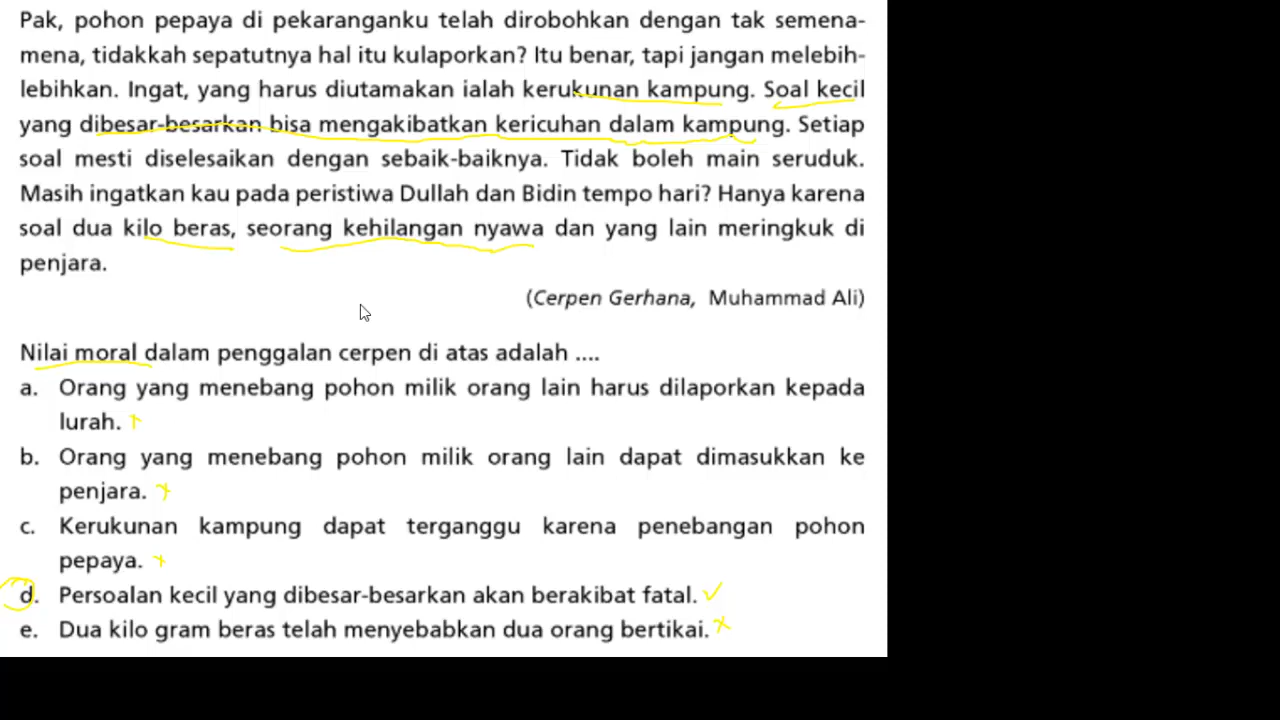 Pak, pohon pepaya di pekaranganku telah dirobohkan dengan tak semena-
mena, tidakkah sepatutnya hal itu kulaporkan? Itu benar, tapi jangan melebih-
lebihkan. Ingat, yang harus diutamakan ialah kerukunan kampung. Soal kecil
yang dibesar-besarkan bisa mengakibatkan kericuhan dalam kampung. Setiap
soal mesti diselesaikan dengan sebaik-baiknya. Tidak boleh main seruduk.
Masih ingatkan kau pada peristiwa Dullah dan Bidin tempo hari? Hanya karena
soal dua kilo beras, seorang kehilangan nyawa dan yang lain meringkuk di
penjara.
(Cerpen Gerhana, Muhammad Ali)
Nilai moral dalam penggalan cerpen di atas adalah ....
a. Orang yang menebang pohon milik orang lain harus dilaporkan kepada
lurah.
b. Orang yang menebang pohon milik orang lain dapat dimasukkan ke
penjara.
c. Kerukunan kampung dapat terganggu karena penebangan pohon
pepaya.
d. Persoalan kecil yang dibesar-besarkan akan berakibat fatal.
e. Dua kilo gram beras telah menyebabkan dua orang bertikai.